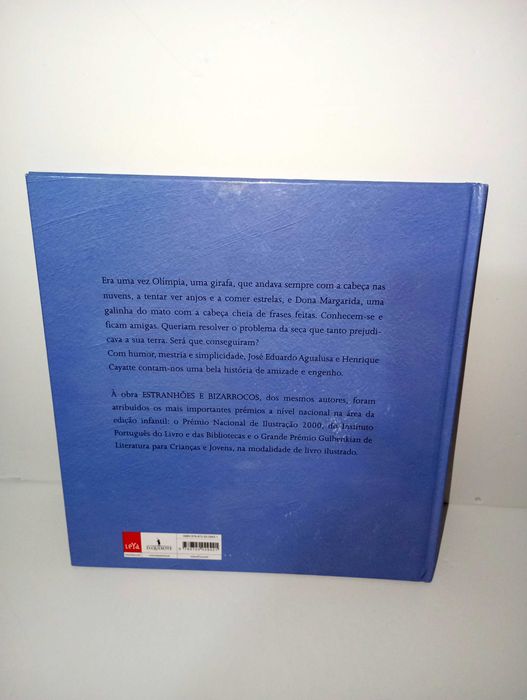 Era uma vez Olímpia, uma girafa, que andava sempre com a cabeça nas
nuvens, a tentar ver anjos e a comer estrelas, e Dona Margarida, uma
galinha do mato com a cabeça cheia de frases feitas. Conhecem-se e
ficam amigas. Queriam resolver o problema da seca que tanto prejudi-
cava a sua terra. Será que conseguiram?
Com humor, mestria e simplicidade, José Eduardo Agualusa e Henrique
Cayatte contam-nos uma bela história de amizade e engenho.
À obra ESTRANHÕES E BIZARROCOS, dos mesmos autores, foram
atribuídos os mais importantes prémios a nível nacional na área da
edição infantil: o Prémio Nacional de Ilustração 2000, do Instituto
Português do Livro e das Bibliotecas e o Grande Prémio Gulbenkian de
Literatura para Crianças e Jovens, na modalidade de livro ilustrado.
leYa
D.QUIXOTE